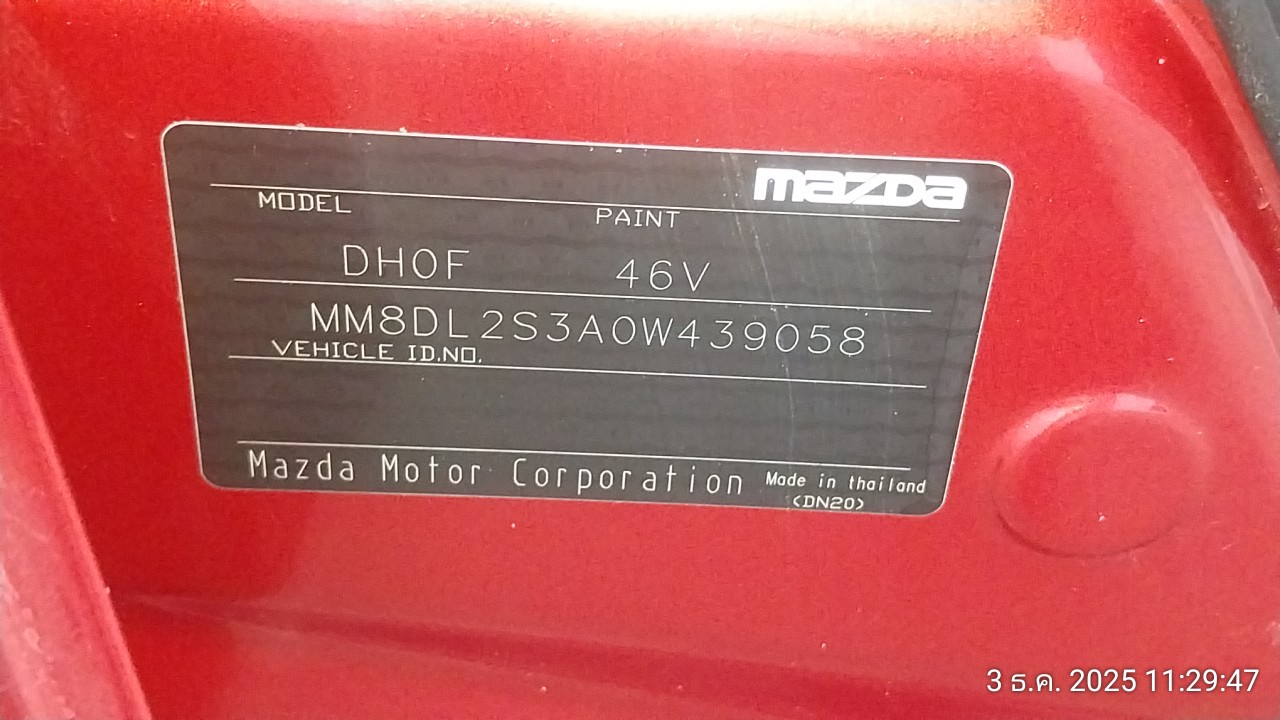 mazda
MODEL PAINT
DH0F 46V
MM8DL2S3A0W439058
VEHICLE ID.NO.
Mazda Motor Corporation Made in thailand
(DN20)
3 ธ.ค. 2025 11:29:47